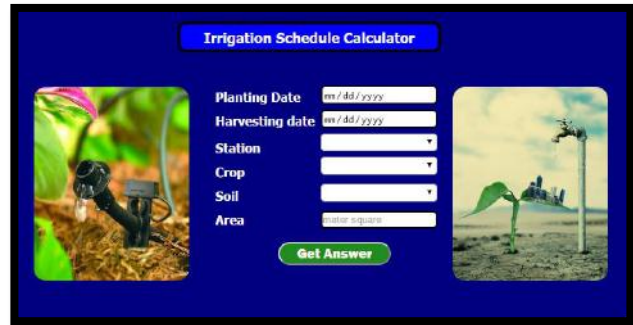 Irrigation Schedule Calculator
Planting Date mm/dd/yyyy
Harvesting date mm/dd/yyyy
Station
Crop
Soil
Area mater square
Get Answer